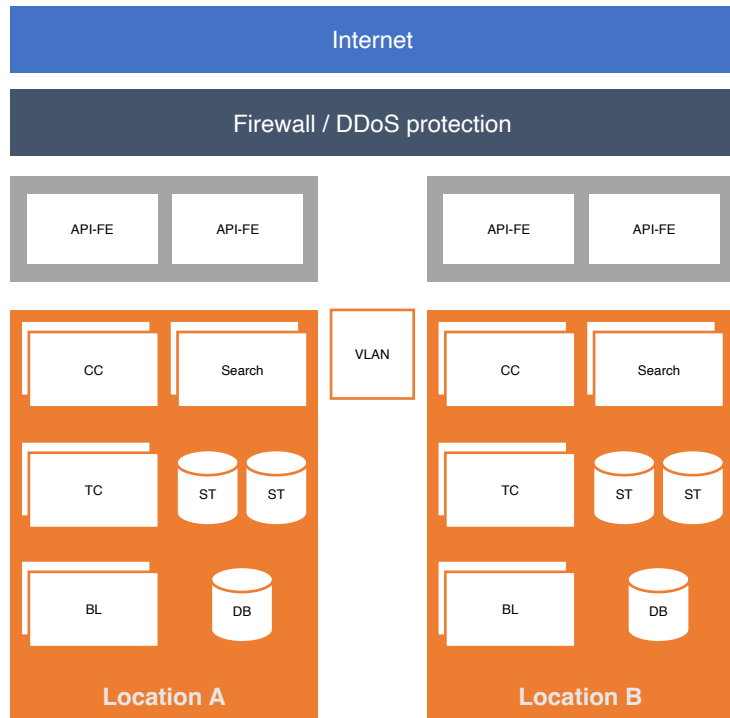 Internet
Firewall / DDoS protection
API-FE API-FE API-FE API-FE
VLAN
CC Search CC Search
TC ST ST TC ST ST
BL DB BL DB
Location A Location B